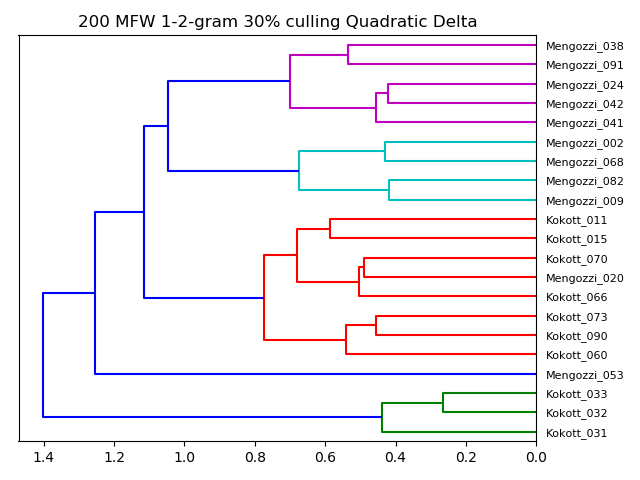 200 MFW 1-2-gram 30% culling Quadratic Delta
Mengozzi_038
Mengozzi_091
Mengozzi_024
Mengozzi_042
Mengozzi_041
Mengozzi_002
Mengozzi_068
Mengozzi_082
Mengozzi_009
Kokott_011
Kokott_015
Kokott_070
Mengozzi_020
Kokott_066
Kokott_073
Kokott_090
Kokott_060
Mengozzi_053
Kokott_033
Kokott_032
Kokott_031
1.4 1.2 1.0 0.8 0.6 0.4 0.2 0.0